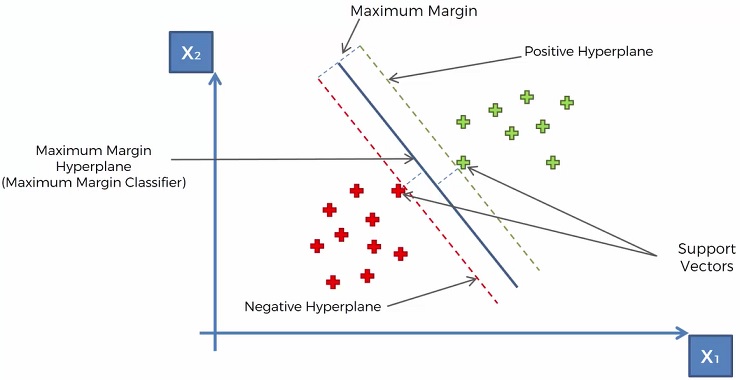 Maximum Margin
X2
Positive Hyperplane
Maximum Margin
Hyperplane
(Maximum Margin Classifier)
Support
Vectors
Negative Hyperplane
X1